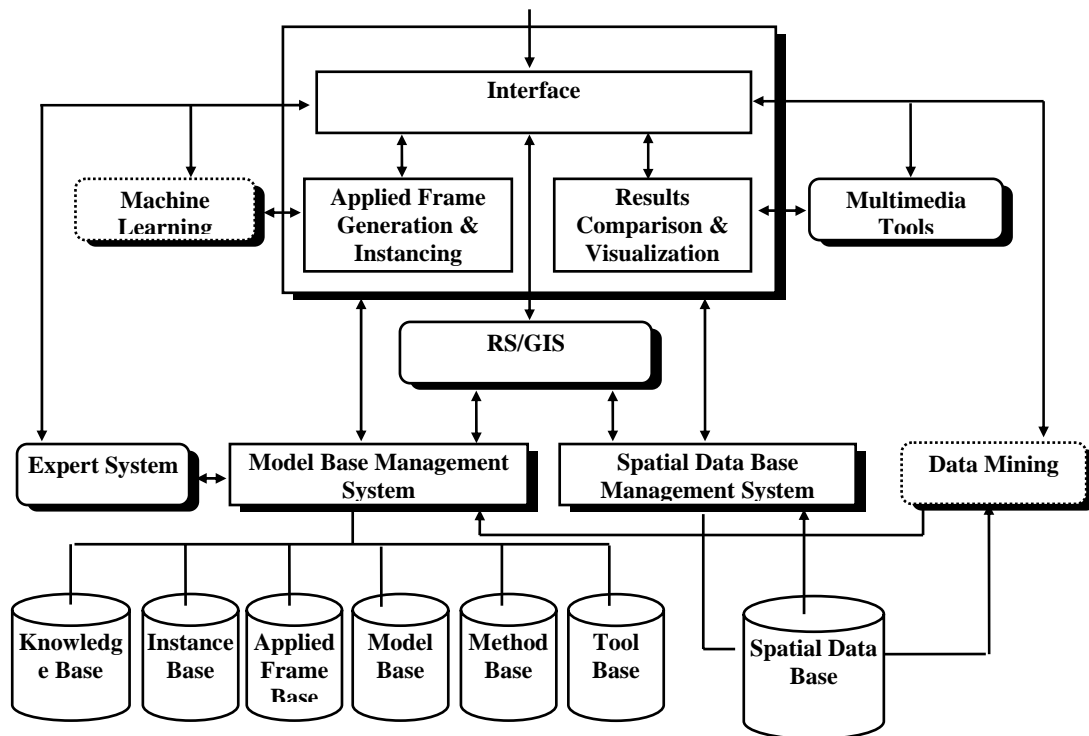 Interface
Machine
Learning
Applied Frame
Generation &
Instancing
Results
Comparison &
Visualization
Multimedia
Tools
RS/GIS
Expert System
Model Base Management
System
Spatial Data Base
Management System
Data Mining
Knowledg
e Base
Instance
Base
Applied
Frame
Base
Model
Base
Method
Base
Tool
Base
Spatial Data
Base